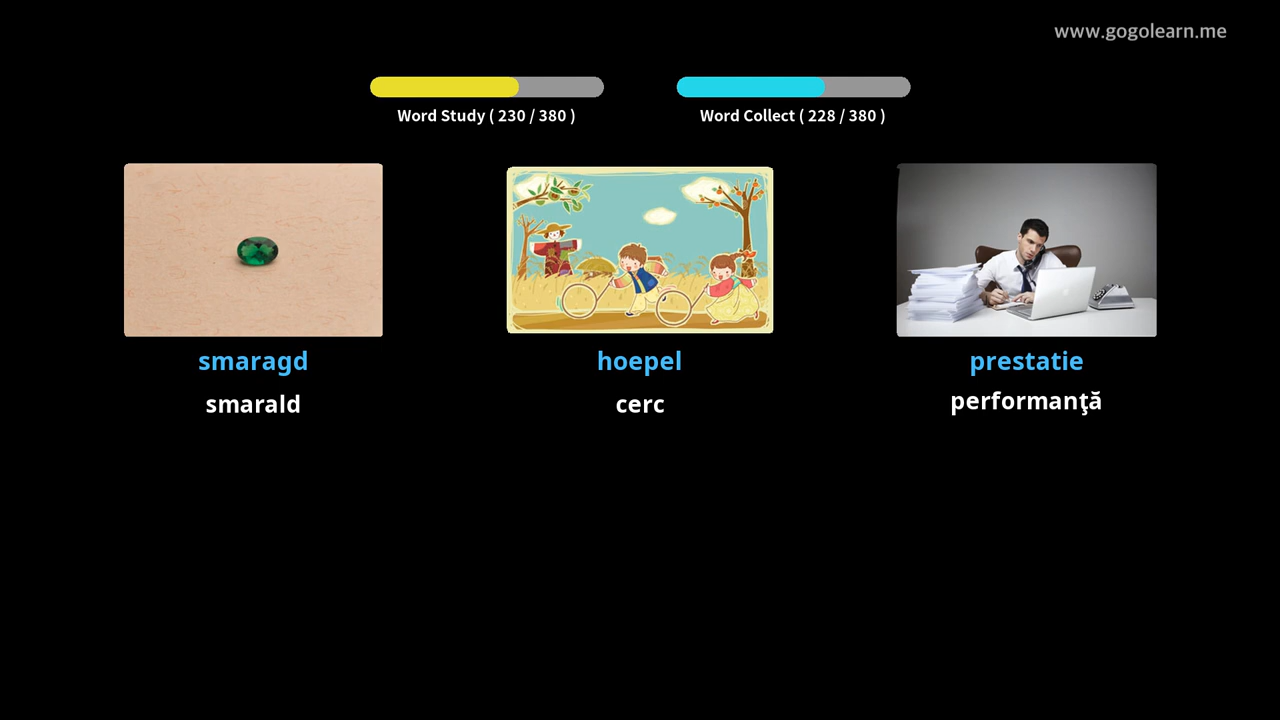 www.gogolearn.me
Word Study ( 230 / 380 )
Word Collect ( 228 / 380 )
smaragd
hoepel
prestatie
smarald
cerc
performanţă